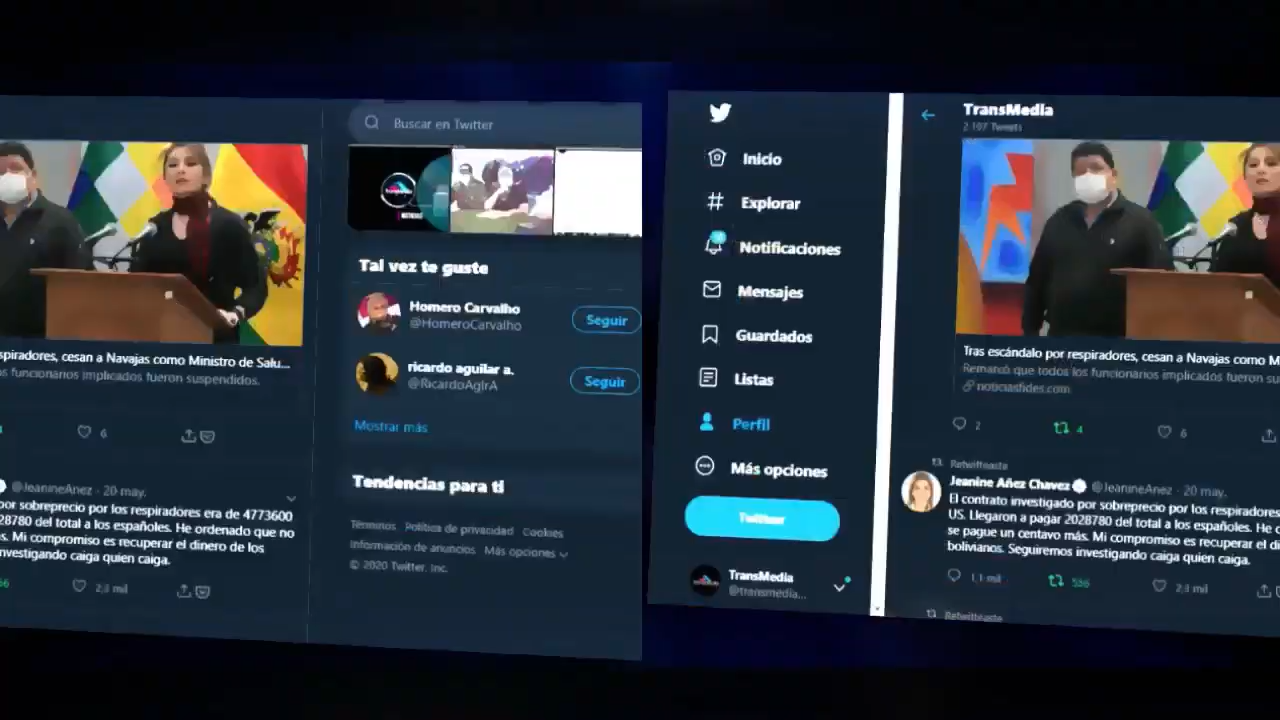 Buscar en Twitter
Tal vez te guste
Homero Carvalho
@HomeroCarvalho
Seguir
ricardo aguilar a.
@RicardoAglrA
Seguir
Mostrar más
Tendencias para ti
Términos Política de privacidad Cookies
Información de anuncios Más opciones
© 2020 Twitter, Inc.
spiradores, cesan a Navajas como Ministro de Salu...
s funcionarios implicados fueron suspendidos.
6
@JeanineAnez · 20 may.
por sobreprecio por los respiradores era de 4773600
28780 del total a los españoles. He ordenado que no
s. Mi compromiso es recuperar el dinero de los
nvestigando caiga quien caiga.
2,3 mil
Inicio
Explorar
Notificaciones
Mensajes
Guardados
Listas
Perfil
Más opciones
Twittear
TransMedia
@transmedia...
TransMedia
2.197 Tweets
Tras escándalo por respiradores, cesan a Navajas como M
Remarcó que todos los funcionarios implicados fueron su
noticiasfides.com
2
4
6
Retwitteaste
Jeanine Añez Chavez @JeanineAnez · 20 may.
El contrato investigado por sobreprecio por los respiradores
US. Llegaron a pagar 2028780 del total a los españoles. H
se pague un centavo más. Mi compromiso es recuperar el di
bolivianos. Seguiremos investigando caiga quien caiga.
1,1 mil
556
2,3 mil
Retwitteaste